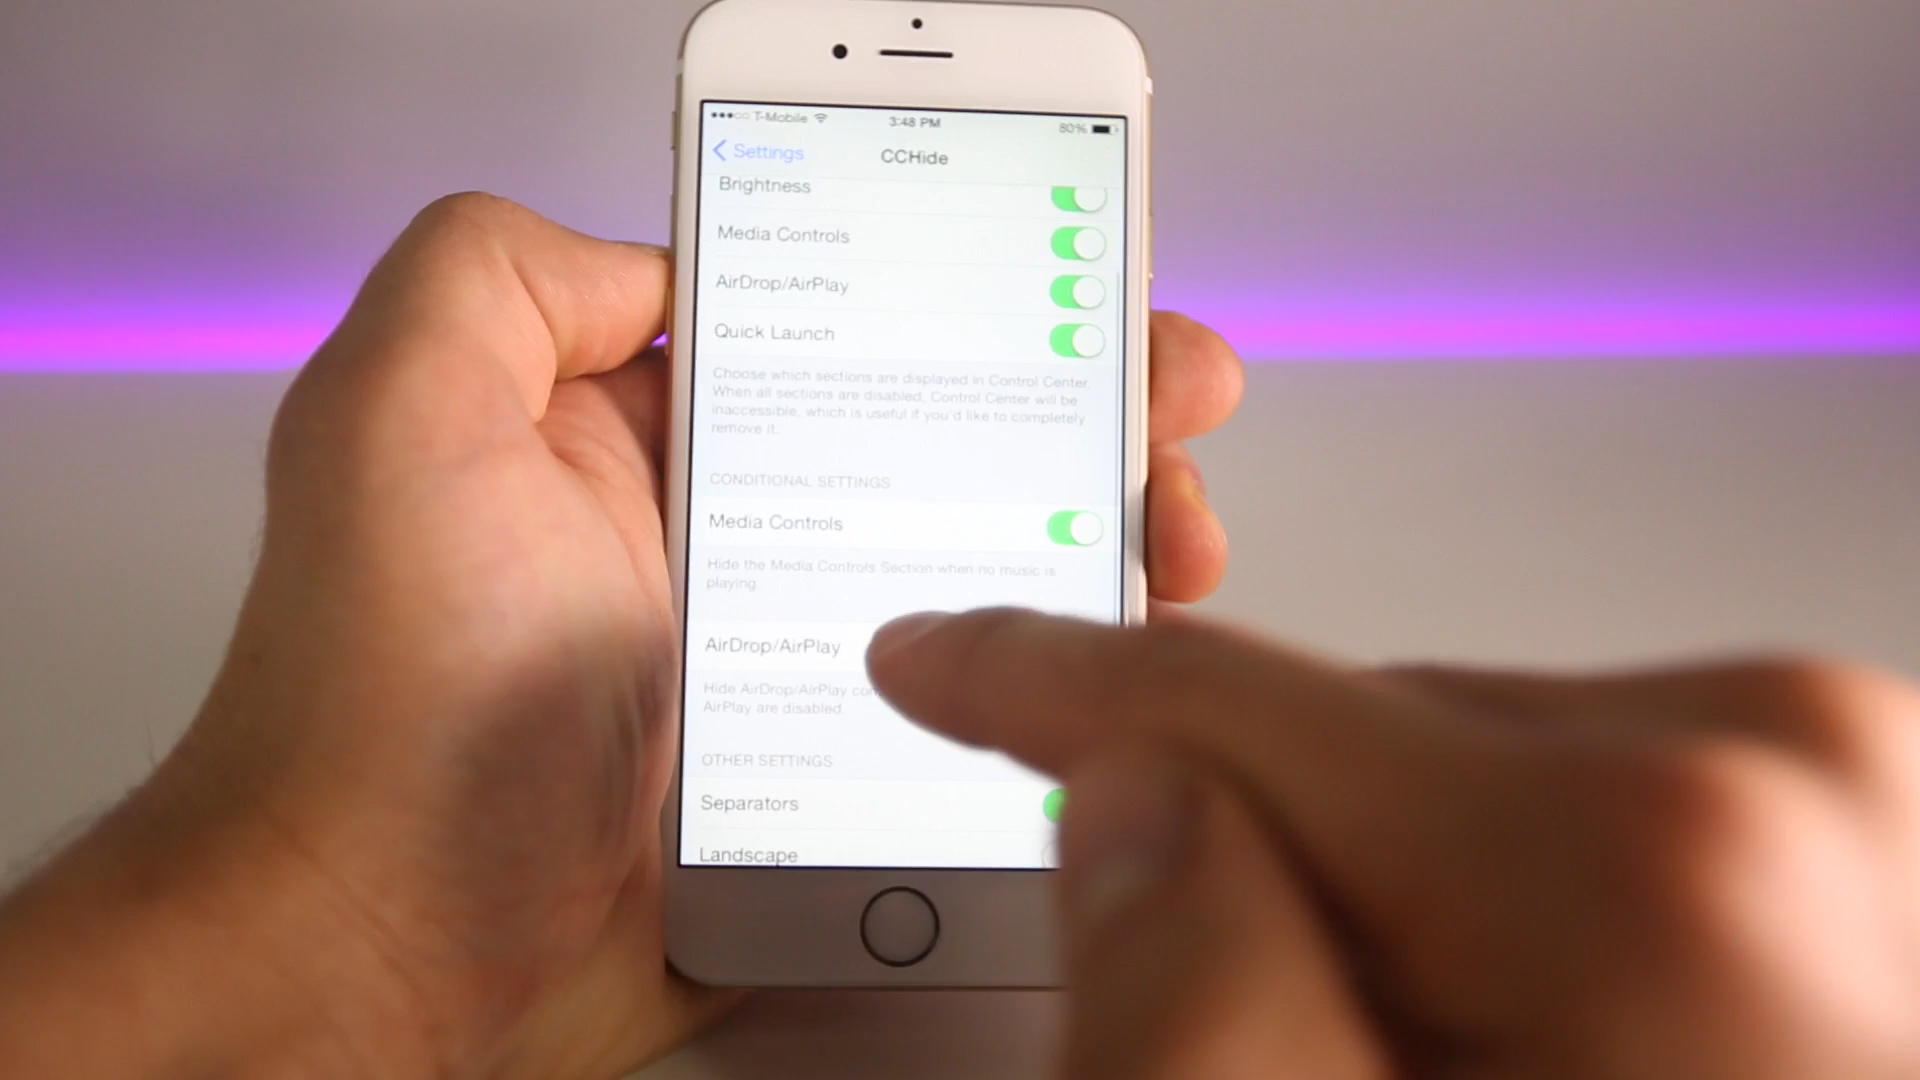 T-Mobile 3:48 PM 80%
Settings CCHide
Brightness
Media Controls
AirDrop/AirPlay
Quick Launch
Choose which sections are displayed in Control Center.
When all sections are disabled, Control Center will be
inaccessible, which is useful if you'd like to completely
remove it.
CONDITIONAL SETTINGS
Media Controls
Hide the Media Controls Section when no music is
playing.
AirDrop/AirPlay
Hide AirDrop/AirPlay
AirPlay are disabled.
OTHER SETTINGS
Separators
Landscape